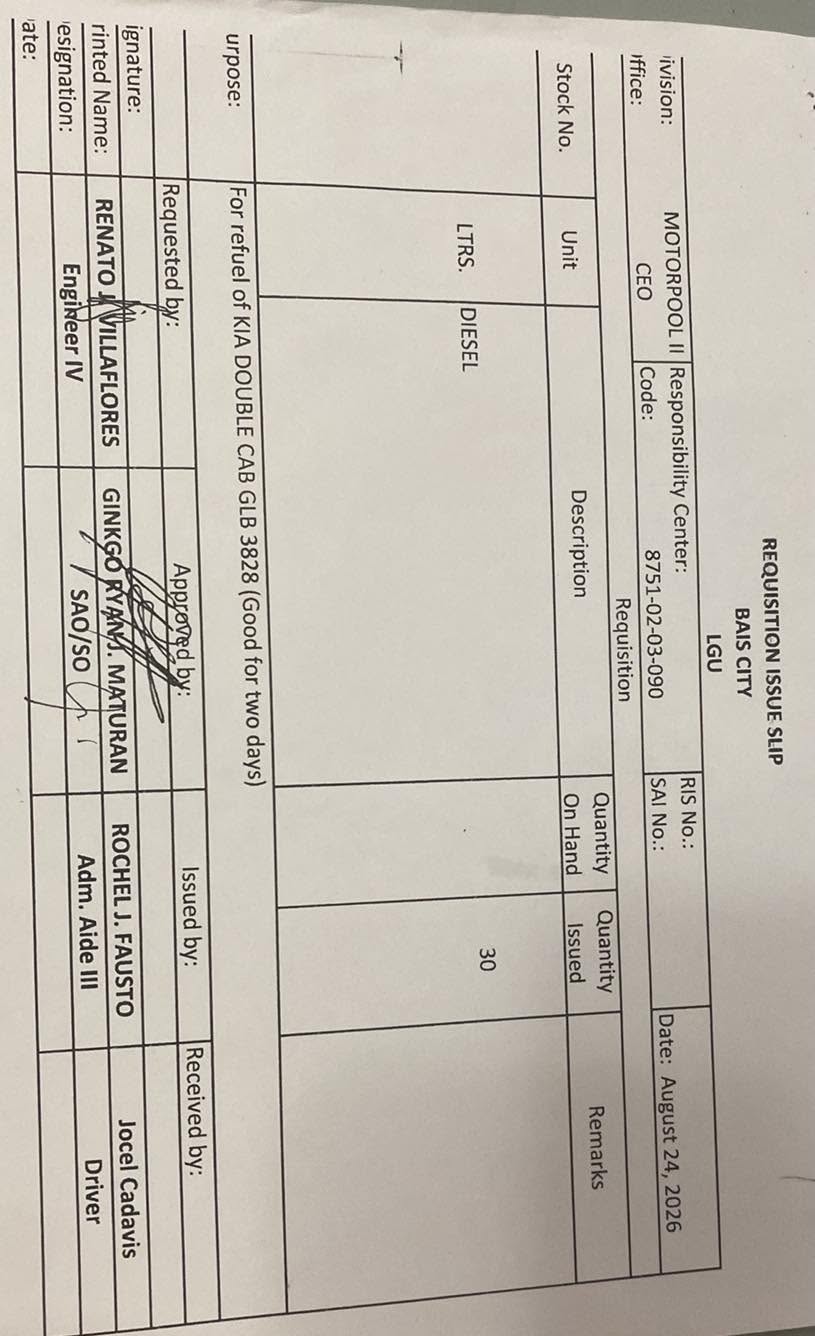 REQUISITION ISSUE SLIP
BAIS CITY
LGU
ivision: MOTORPOOL II Responsibility Center: RIS No.:
ffice: CEO Code: 8751-02-03-090 SAI No.: Date: August 24, 2026
Requisition
Stock No. Unit Description Quantity On Hand Quantity Issued Remarks
LTRS. DIESEL 30
urpose: For refuel of KIA DOUBLE CAB GLB 3828 (Good for two days)
Requested by: Approved by: Issued by: Received by:
ignature:
rinted Name: RENATO VILLAFLORES GINKGO RYAN J. MATURAN ROCHEL J. FAUSTO Jocel Cadavis
esignation: Engineer IV SAO/SO Adm. Aide III Driver
ate: